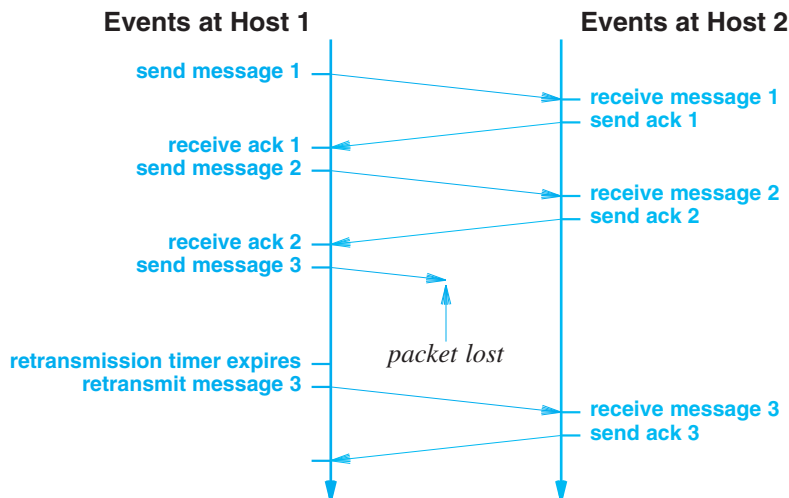 Events at Host 1
Events at Host 2
send message 1
receive message 1
send ack 1
receive ack 1
send message 2
receive message 2
send ack 2
receive ack 2
send message 3
packet lost
retransmission timer expires
retransmit message 3
receive message 3
send ack 3